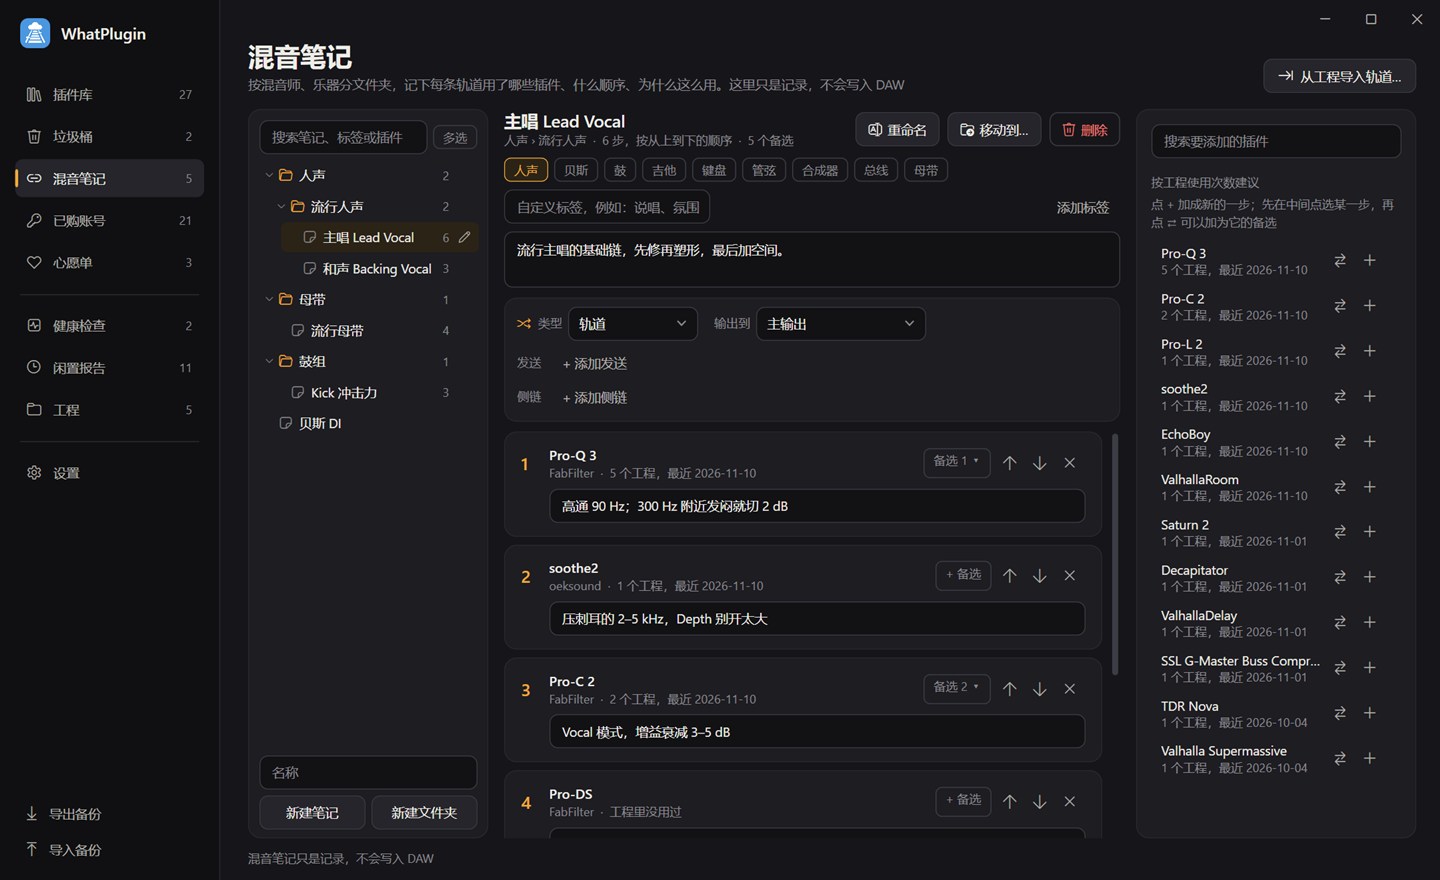 WhatPlugin
插件库 27
垃圾桶 2
混音笔记 5
已购账号 21
心愿单 3
健康检查 2
闲置报告 11
工程 5
设置
导出备份
导入备份
混音笔记
按混音师、乐器分文件夹，记下每条轨道用了哪些插件、什么顺序、为什么这么用。这里只是记录，不会写入 DAW
从工程导入轨道...
搜索笔记、标签或插件 多选
人声 2
流行人声 2
主唱 Lead Vocal 6
和声 Backing Vocal 3
母带 1
流行母带 4
鼓组 1
Kick 冲击力 3
贝斯 DI
名称
新建笔记 新建文件夹
混音笔记只是记录，不会写入 DAW
主唱 Lead Vocal
人声 › 流行人声 · 6 步，按从上到下的顺序 · 5 个备选
重命名 移动到... 删除
人声 贝斯 鼓 吉他 键盘 管弦 合成器 总线 母带
自定义标签，例如：说唱、氛围 添加标签
流行主唱的基础链，先修再塑形，最后加空间。
类型 轨道 输出到 主输出
发送 + 添加发送
侧链 + 添加侧链
1 Pro-Q 3 备选 1
FabFilter · 5 个工程，最近 2026-11-10
高通 90 Hz；300 Hz 附近发闷就切 2 dB
2 soothe2 + 备选
oeksound · 1 个工程，最近 2026-11-10
压刺耳的 2–5 kHz，Depth 别开太大
3 Pro-C 2 备选 2
FabFilter · 2 个工程，最近 2026-11-10
Vocal 模式，增益衰减 3–5 dB
4 Pro-DS + 备选
FabFilter · 工程里没用过
搜索要添加的插件
按工程使用次数建议
点 + 加成新的一步；先在中间点选某一步，再
点 ⇄ 可以加为它的备选
Pro-Q 3
5 个工程，最近 2026-11-10
Pro-C 2
2 个工程，最近 2026-11-10
Pro-L 2
1 个工程，最近 2026-11-10
soothe2
1 个工程，最近 2026-11-10
EchoBoy
1 个工程，最近 2026-11-10
ValhallaRoom
1 个工程，最近 2026-11-10
Saturn 2
1 个工程，最近 2026-11-01
Decapitator
1 个工程，最近 2026-11-01
ValhallaDelay
1 个工程，最近 2026-11-01
SSL G-Master Buss Compr...
1 个工程，最近 2026-11-01
TDR Nova
1 个工程，最近 2026-10-04
Valhalla Supermassive
1 个工程，最近 2026-10-04